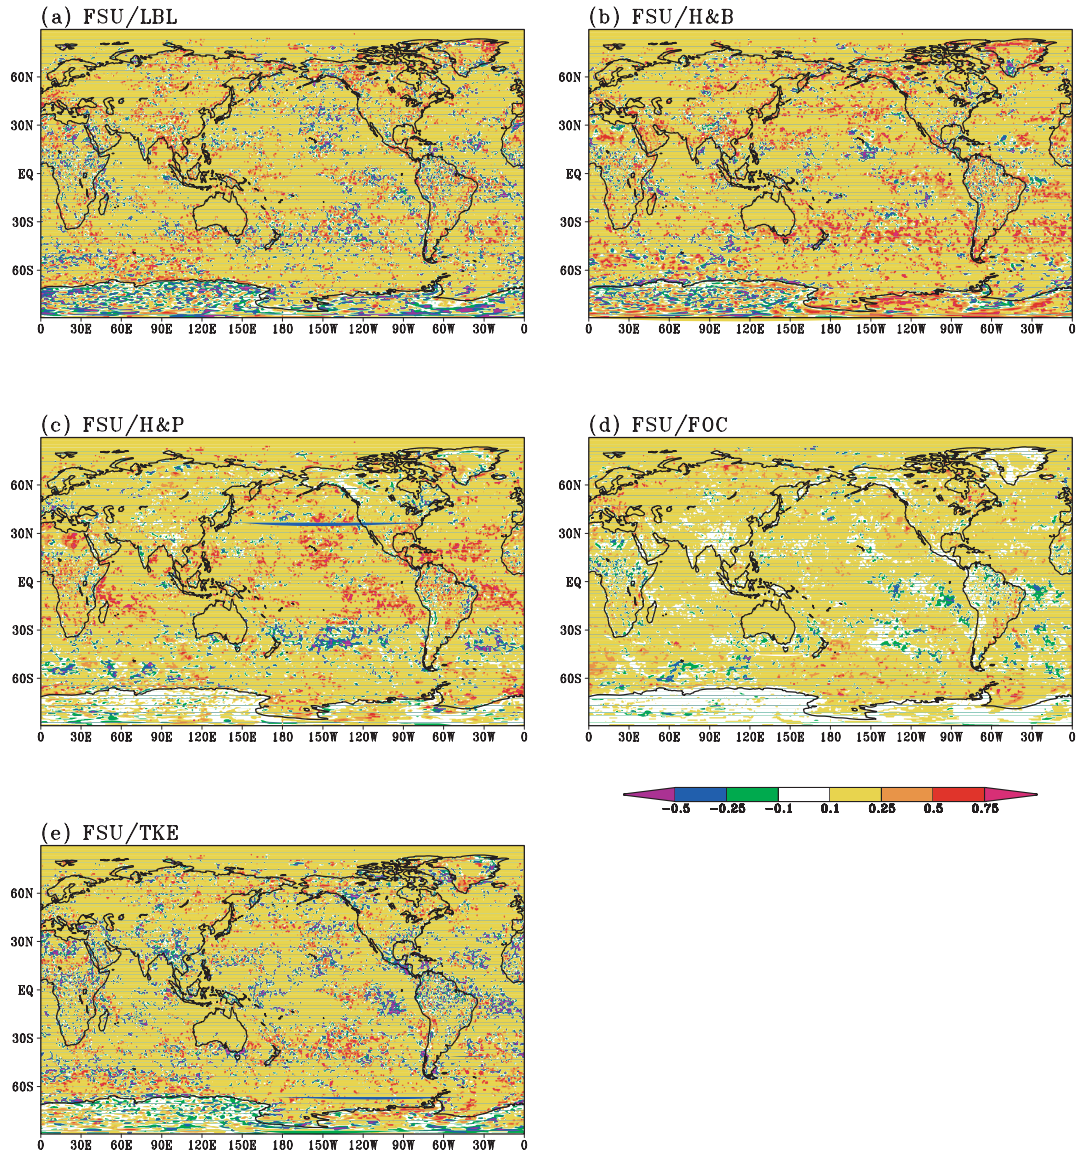 (a) FSU/LBL
(b) FSU/H&B
60N
30N
EQ
30S
60S
0 30E 60E 90E 120E 150E 180 150W 120W 90W 60W 30W 0
60N
30N
EQ
30S
60S
0 30E 60E 90E 120E 150E 180 150W 120W 90W 60W 30W 0
(c) FSU/H&P
(d) FSU/FOC
60N
30N
EQ
30S
60S
0 30E 60E 90E 120E 150E 180 150W 120W 90W 60W 30W 0
60N
30N
EQ
30S
60S
0 30E 60E 90E 120E 150E 180 150W 120W 90W 60W 30W 0
-0.5 -0.25 -0.1 0.1 0.25 0.5 0.75
(e) FSU/TKE
60N
30N
EQ
30S
60S
0 30E 60E 90E 120E 150E 180 150W 120W 90W 60W 30W 0